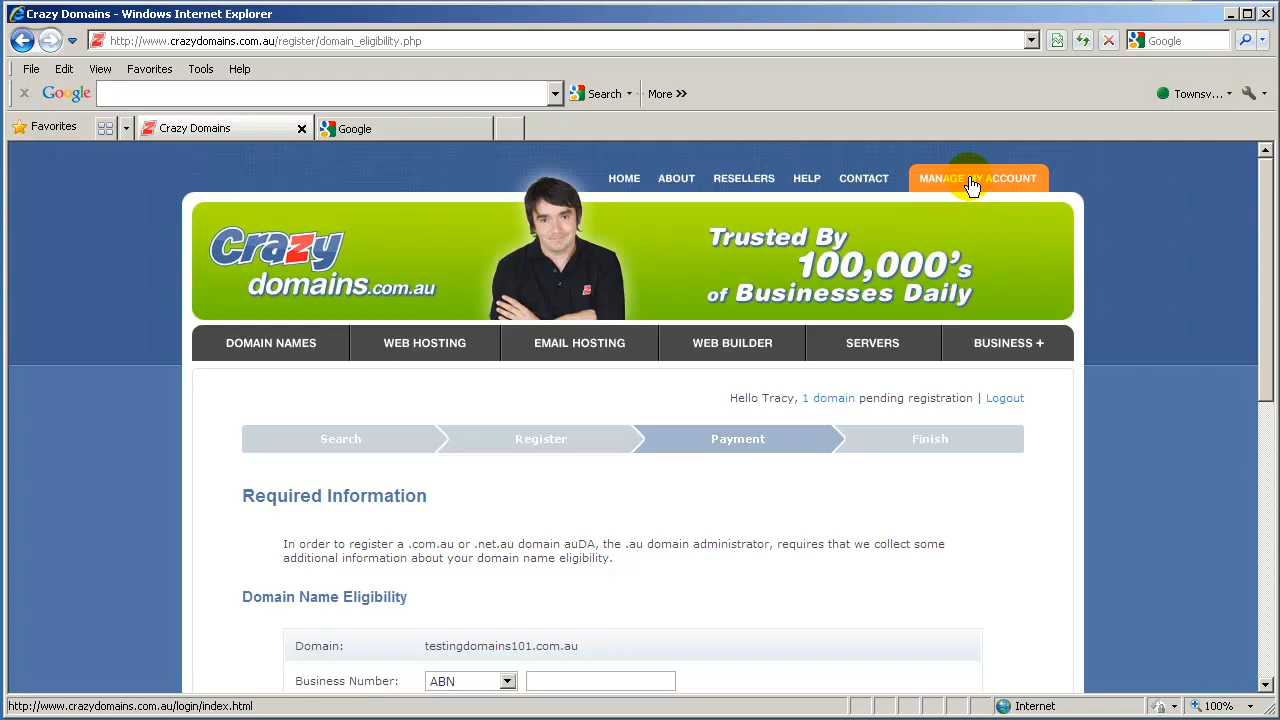 Crazy Domains - Windows Internet Explorer
http://www.crazydomains.com.au/register/domain_eligibility.php
Google
File Edit View Favorites Tools Help
Google Search More >> Townsv...
Favorites Crazy Domains Google
HOME ABOUT RESELLERS HELP CONTACT MANAGE MY ACCOUNT
Crazy
domains.com.au
Trusted By
100,000's
of Businesses Daily
DOMAIN NAMES WEB HOSTING EMAIL HOSTING WEB BUILDER SERVERS BUSINESS +
Hello Tracy, 1 domain pending registration | Logout
Search Register Payment Finish
Required Information
In order to register a .com.au or .net.au domain auDA, the .au domain administrator, requires that we collect some
additional information about your domain name eligibility.
Domain Name Eligibility
Domain: testingdomains101.com.au
Business Number: ABN
http://www.crazydomains.com.au/login/index.html Internet 100%